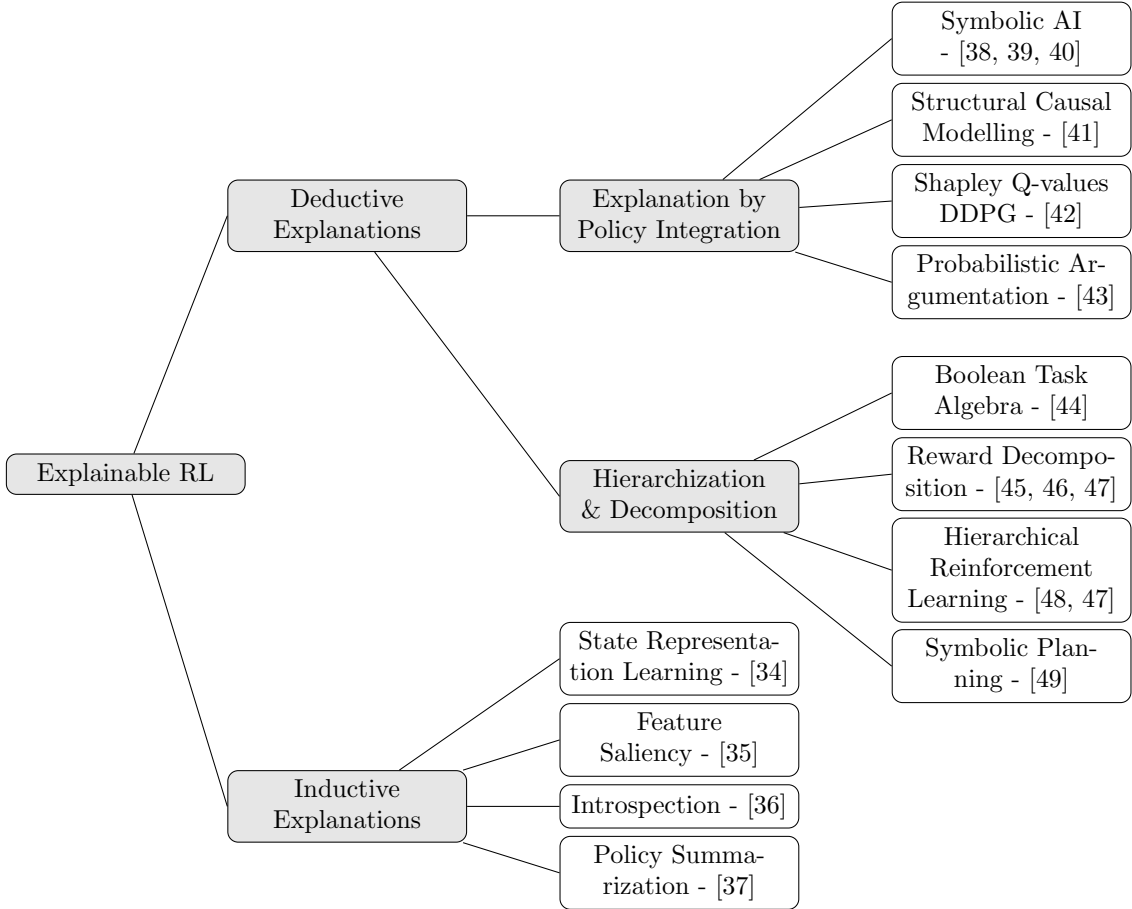 Explainable RL
Deductive
Explanations
Explanation by
Policy Integration
Symbolic AI
- [38, 39, 40]
Structural Causal
Modelling - [41]
Shapley Q-values
DDPG - [42]
Probabilistic Ar-
gumentation - [43]
Hierarchization
& Decomposition
Boolean Task
Algebra - [44]
Reward Decompo-
sition - [45, 46, 47]
Hierarchical
Reinforcement
Learning - [48, 47]
Symbolic Plan-
ning - [49]
Inductive
Explanations
State Representa-
tion Learning - [34]
Feature
Saliency - [35]
Introspection - [36]
Policy Summa-
rization - [37]